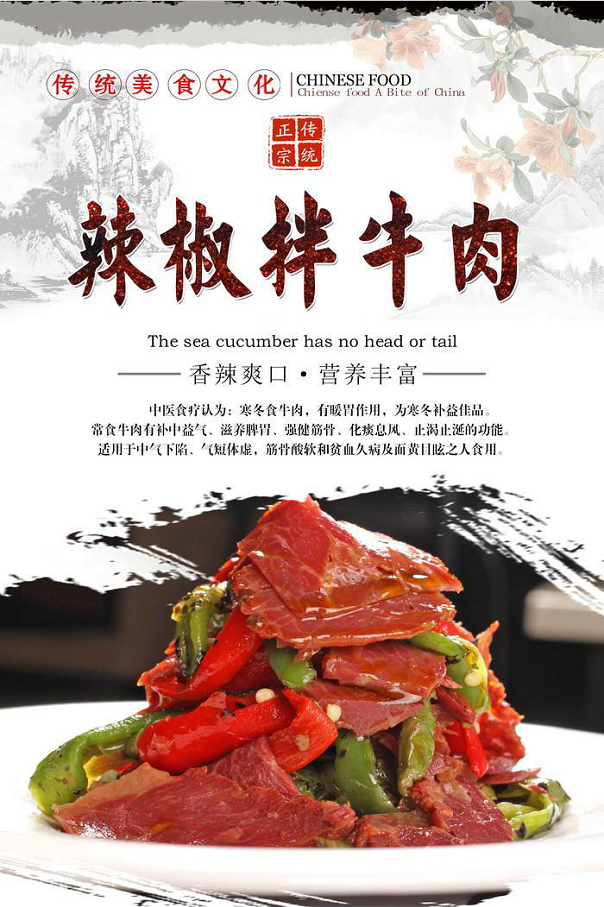 传统美食文化
CHINESE FOOD
Chiense food A Bite of China
正宗传统
辣椒拌牛肉
The sea cucumber has no head or tail
香辣爽口·营养丰富
中医食疗认为：寒冬食牛肉，有暖胃作用，为寒冬补益佳品。
常食牛肉有补中益气、滋养脾胃、强健筋骨、化痰息风、止渴止涎的功能。
适用于中气下陷、气短体虚，筋骨酸软和贫血久病及面黄目眩之人食用。